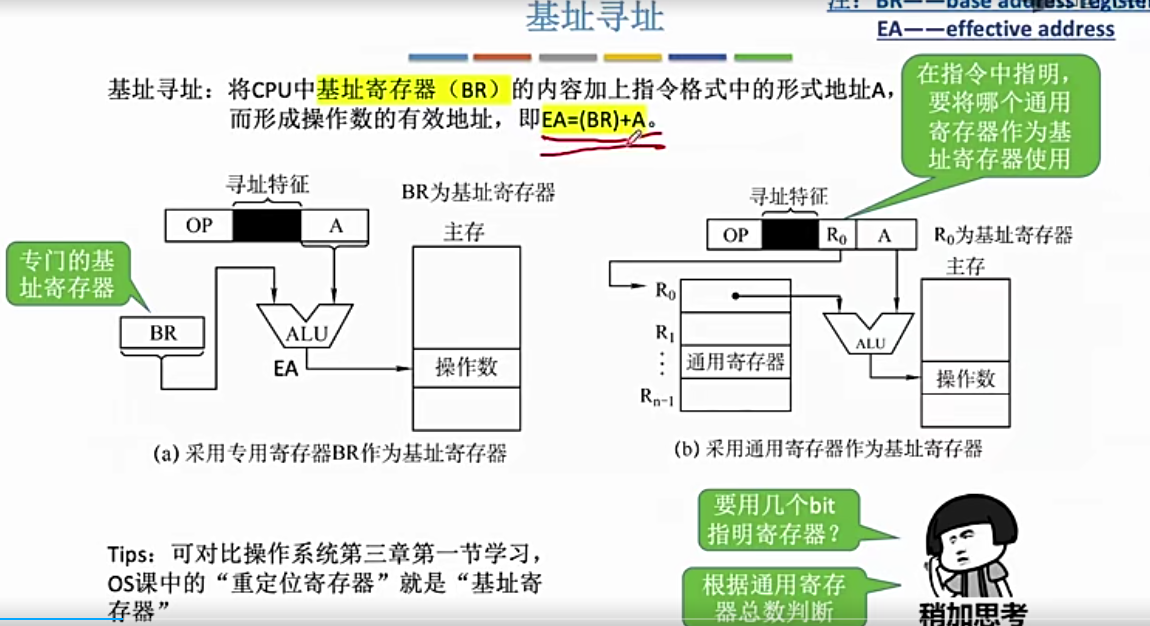 基址寻址
注：BR——base address register
EA——effective address
基址寻址：将CPU中基址寄存器（BR）的内容加上指令格式中的形式地址A，
而形成操作数的有效地址，即EA=(BR)+A。
在指令中指明，
要将哪个通用
寄存器作为基
址寄存器使用
寻址特征
BR为基址寄存器
OP
A
主存
专门的基
址寄存器
BR
ALU
EA
操作数
(a) 采用专用寄存器BR作为基址寄存器
寻址特征
OP
R₀
A
R₀为基址寄存器
主存
R₀
R₁
⋮
通用寄存器
Rₙ₋₁
ALU
操作数
(b) 采用通用寄存器作为基址寄存器
要用几个bit
指明寄存器？
根据通用寄存
器总数判断
稍加思考
Tips：可对比操作系统第三章第一节学习，
OS课中的“重定位寄存器”就是“基址寄
存器”